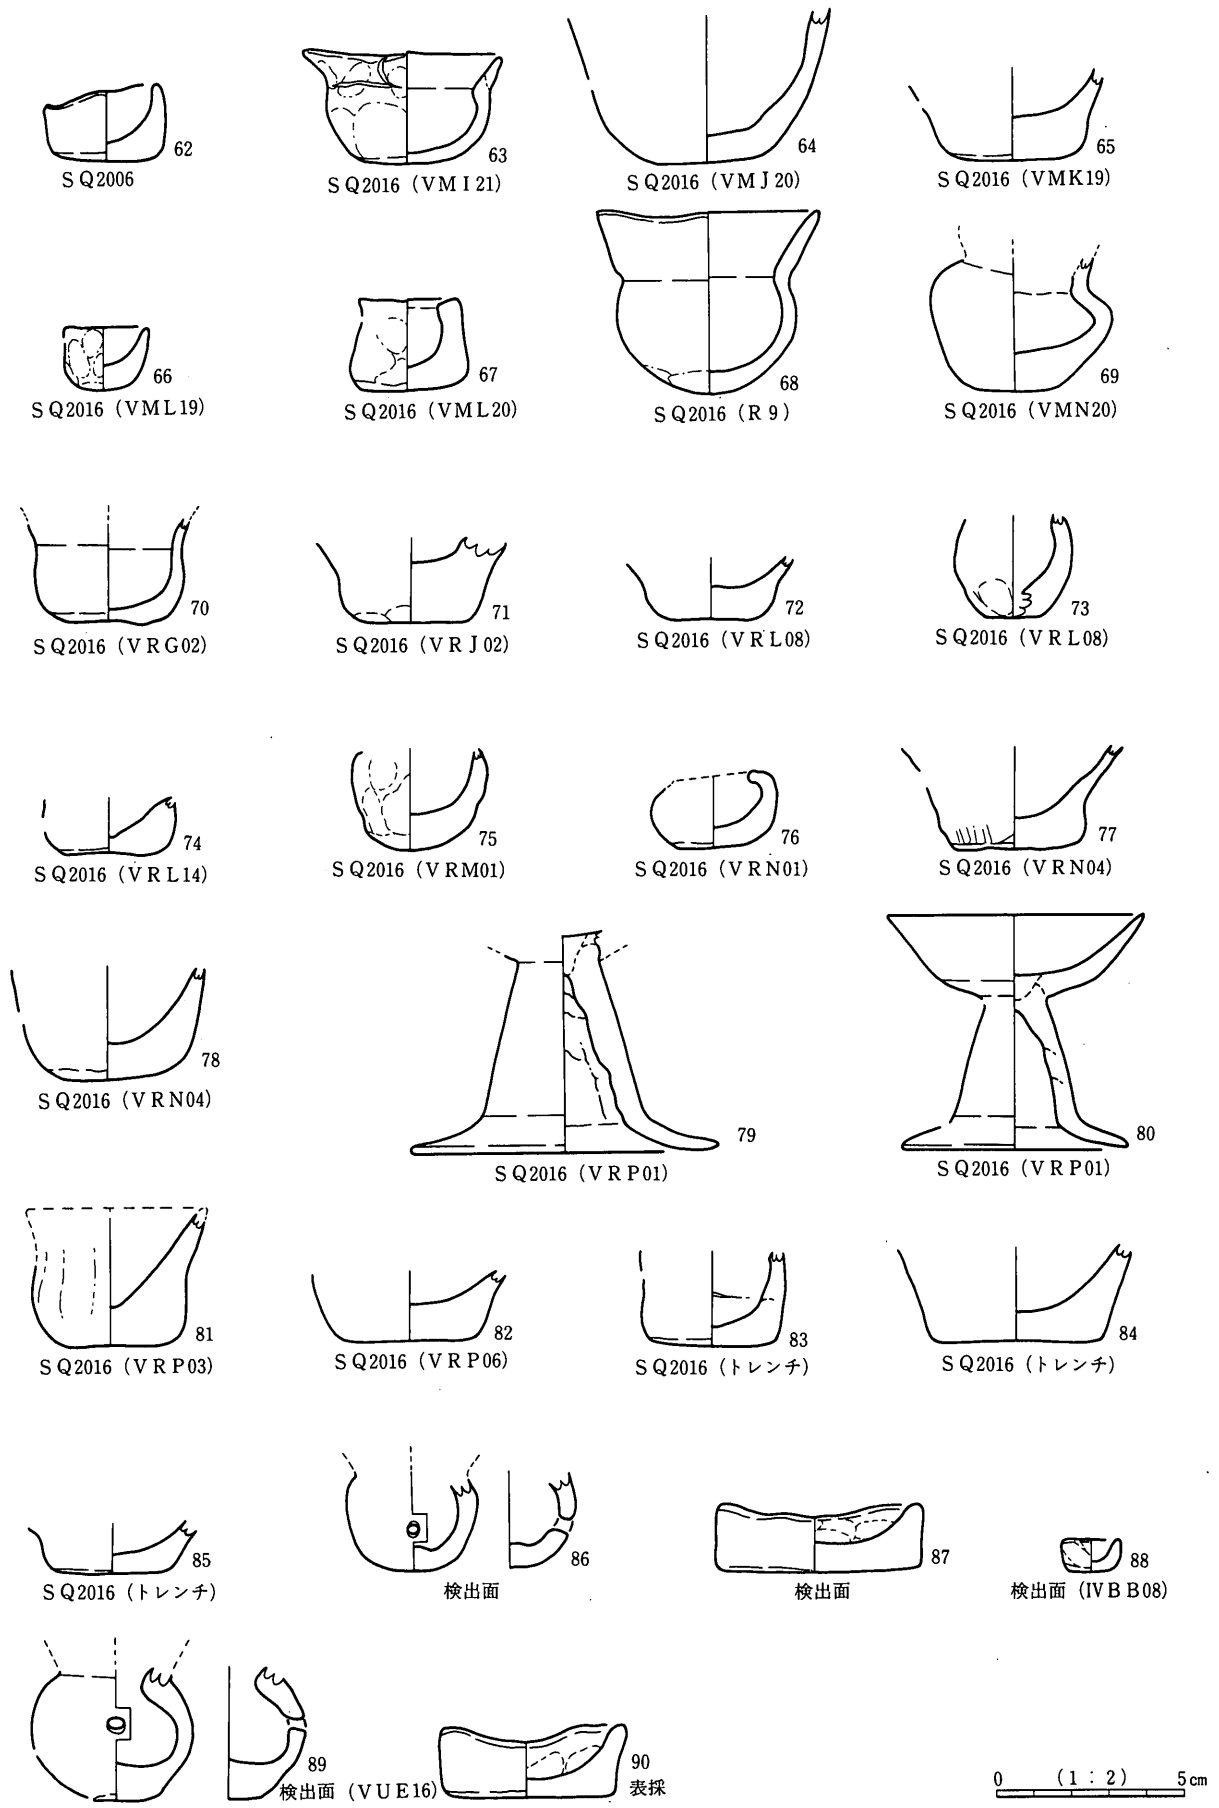 62
SQ2006
63
SQ2016 (VMI21)
64
SQ2016 (VMJ20)
65
SQ2016 (VMK19)
66
SQ2016 (VML19)
67
SQ2016 (VML20)
68
SQ2016 (R9)
69
SQ2016 (VMN20)
70
SQ2016 (VRG02)
71
SQ2016 (VRJ02)
72
SQ2016 (VRL08)
73
SQ2016 (VRL08)
74
SQ2016 (VRL14)
75
SQ2016 (VRM01)
76
SQ2016 (VRN01)
77
SQ2016 (VRN04)
78
SQ2016 (VRN04)
79
SQ2016 (VRP01)
80
SQ2016 (VRP01)
81
SQ2016 (VRP03)
82
SQ2016 (VRP06)
83
SQ2016 (トレンチ)
84
SQ2016 (トレンチ)
85
SQ2016 (トレンチ)
86
検出面
87
検出面
88
検出面 (IVBB08)
89
検出面 (VUE16)
90
表採
0 (1:2) 5cm